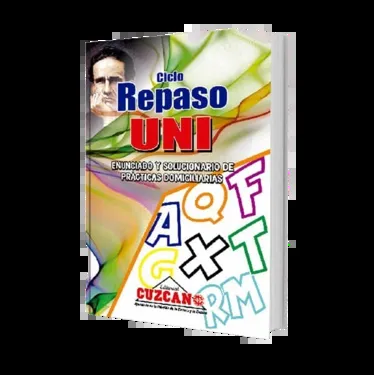 Ciclo
Repaso
UNI
ENUNCIADO Y SOLUCIONARIO DE
PRÁCTICAS DOMICILIARIAS
Q F
A X T
G RM
Editorial
CUZCANO